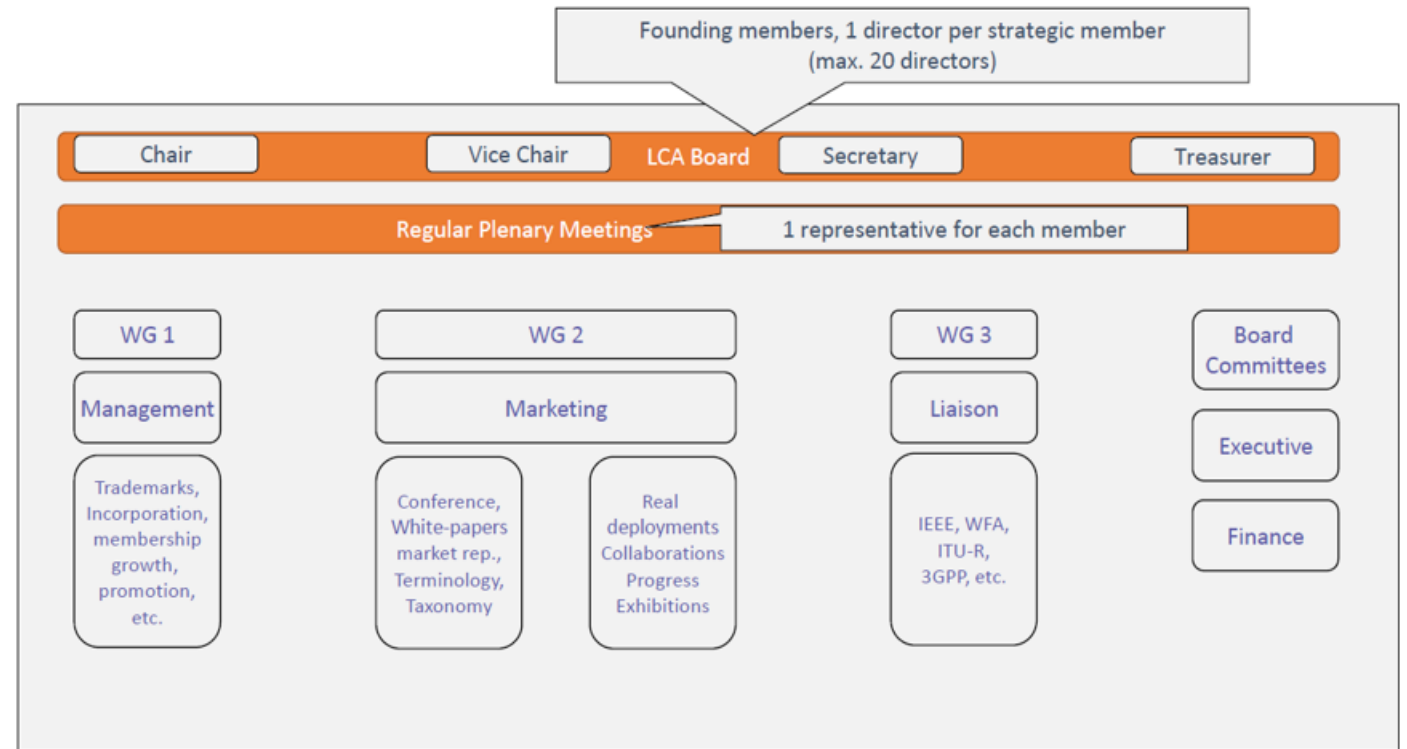 Founding members, 1 director per strategic member
(max. 20 directors)
Chair
Vice Chair
LCA Board
Secretary
Treasurer
Regular Plenary Meetings
1 representative for each member
WG 1
WG 2
WG 3
Board
Committees
Management
Marketing
Liaison
Executive
Trademarks,
Incorporation,
membership
growth,
promotion,
etc.
Conference,
White-papers
market rep.,
Terminology,
Taxonomy
Real
deployments
Collaborations
Progress
Exhibitions
IEEE, WFA,
ITU-R,
3GPP, etc.
Finance